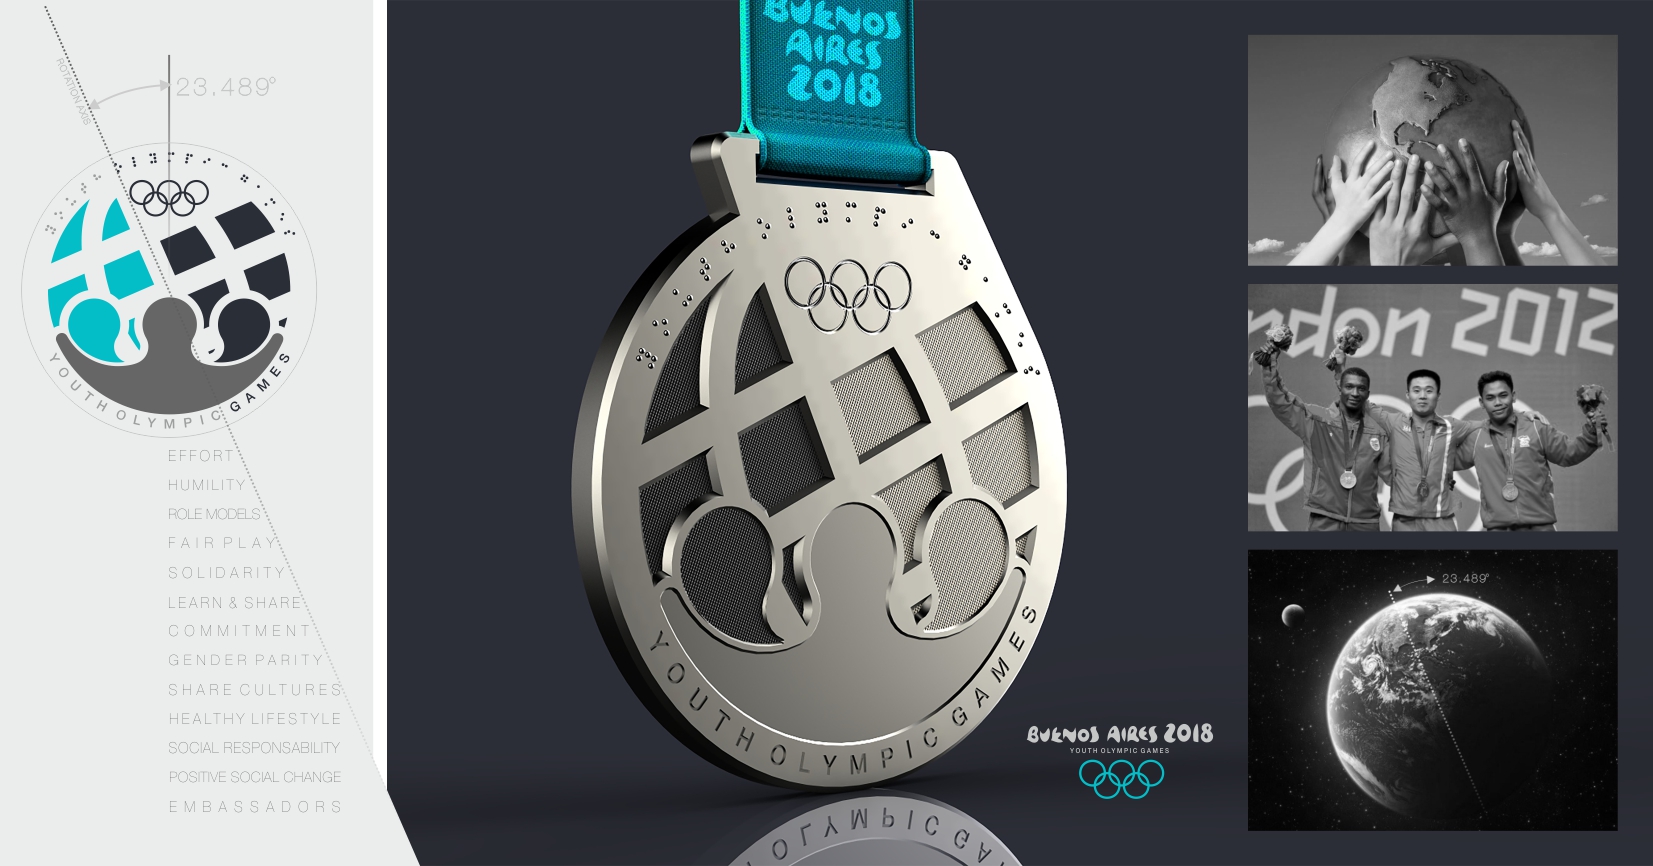 ROTATION AXIS
23.489°
YOUTH OLYMPIC GAMES
EFFORT
HUMILITY
ROLE MODELS
FAIR PLAY
SOLIDARITY
LEARN & SHARE
COMMITMENT
GENDER PARITY
SHARE CULTURES
HEALTHY LIFESTYLE
SOCIAL RESPONSABILITY
POSITIVE SOCIAL CHANGE
EMBASSADORS
BUENOS
AIRES
2018
YOUTH OLYMPIC GAMES
BUENOS AIRES 2018
YOUTH OLYMPIC GAMES
ndon 2012
23.489°